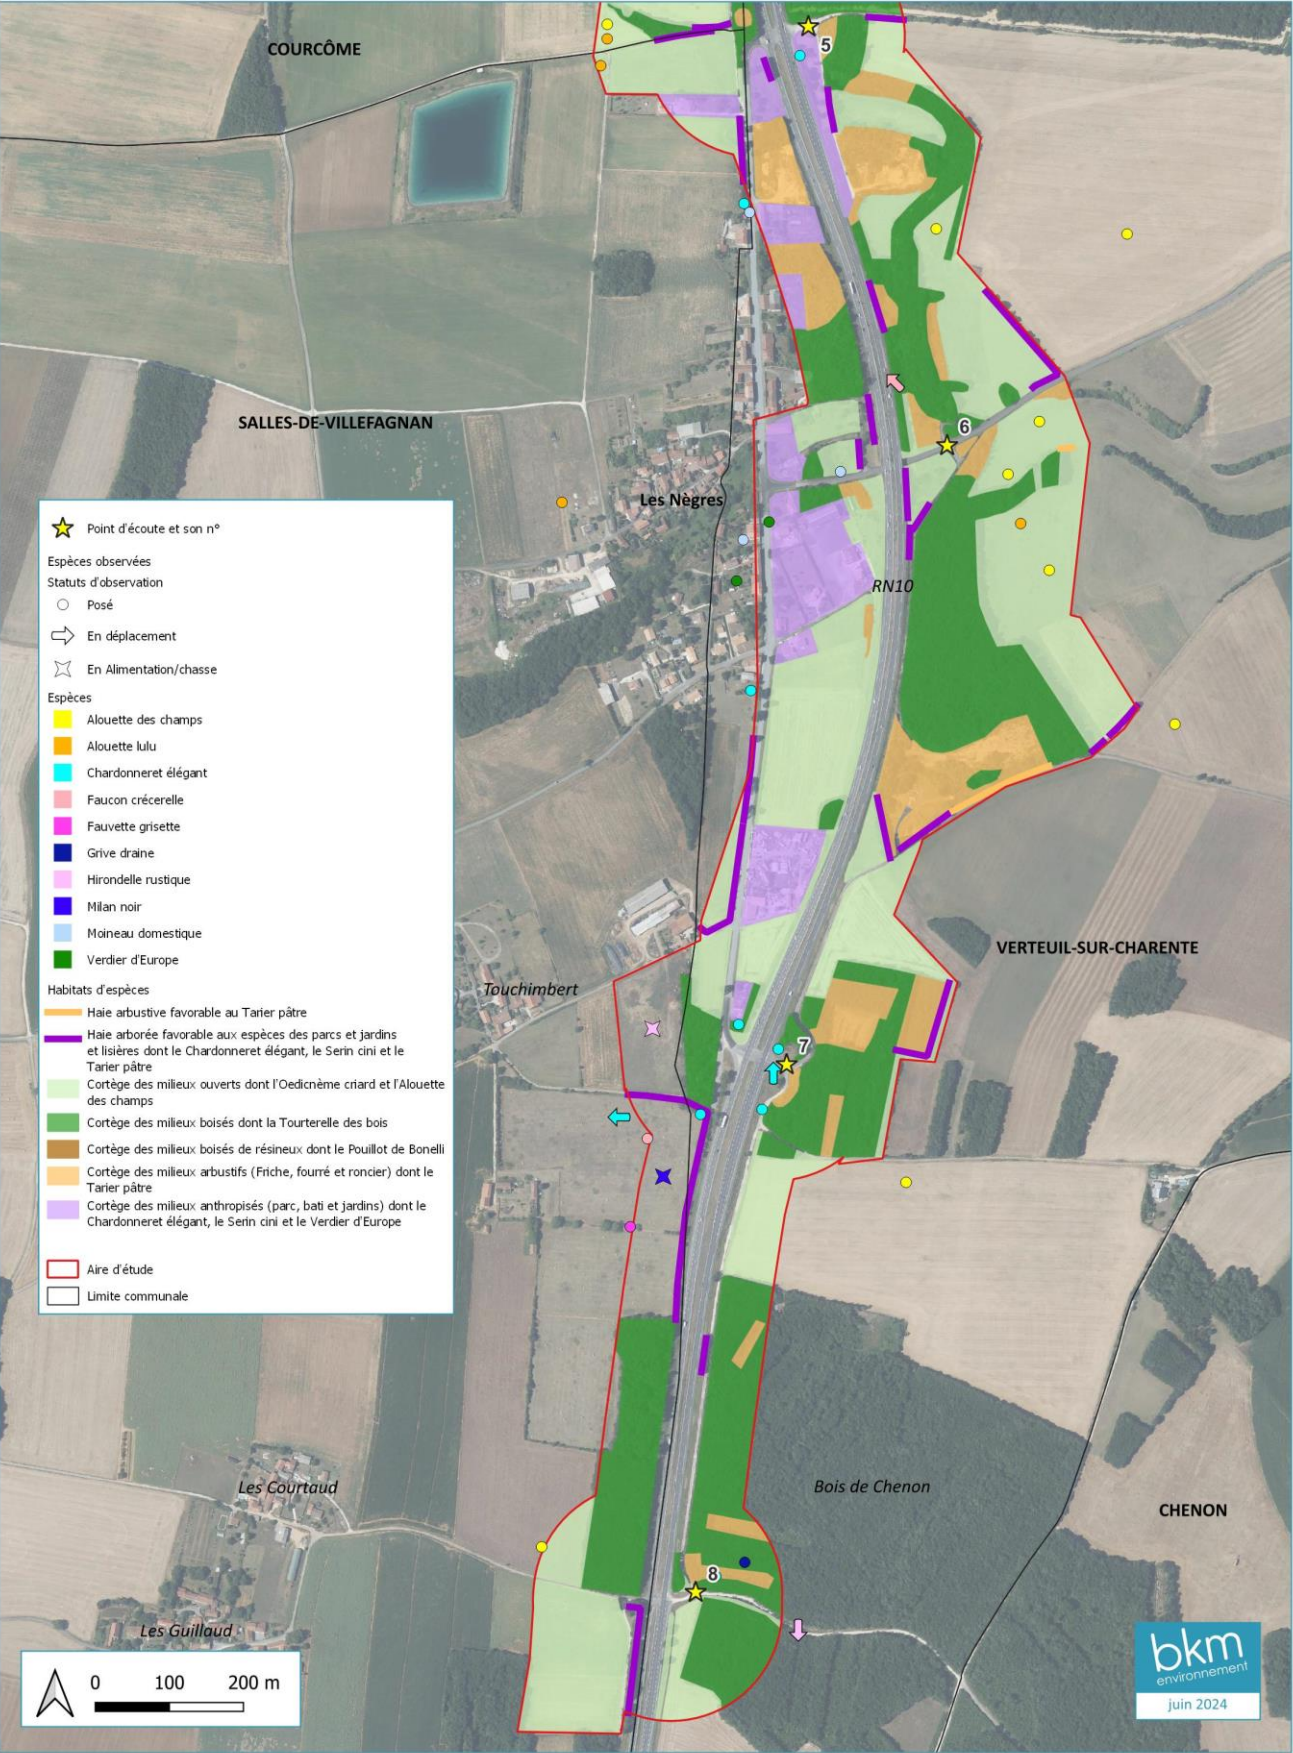 COURCÔME
5
SALLES-DE-VILLEFAGNAN
6
Les Nègres
RN10
Point d'écoute et son n°
Espèces observées
Statuts d'observation
Posé
En déplacement
En Alimentation/chasse
Espèces
Alouette des champs
Alouette lulu
Chardonneret élégant
Faucon crécerelle
Fauvette grisette
Grive draine
Hirondelle rustique
Milan noir
Moineau domestique
Verdier d'Europe
Habitats d'espèces
Haie arbustive favorable au Tarier pâtre
Haie arborée favorable aux espèces des parcs et jardins
et lisières dont le Chardonneret élégant, le Serin cini et le
Tarier pâtre
Cortège des milieux ouverts dont l'Oedicnème criard et l'Alouette
des champs
Cortège des milieux boisés dont la Tourterelle des bois
Cortège des milieux boisés de résineux dont le Pouillot de Bonelli
Cortège des milieux arbustifs (Friche, fourré et roncier) dont le
Tarier pâtre
Cortège des milieux anthropisés (parc, bati et jardins) dont le
Chardonneret élégant, le Serin cini et le Verdier d'Europe
Aire d'étude
Limite communale
VERTEUIL-SUR-CHARENTE
Touchimbert
7
Les Courtaud
Bois de Chenon
CHENON
8
Les Guillaud
0 100 200 m
bkm
environnement
juin 2024